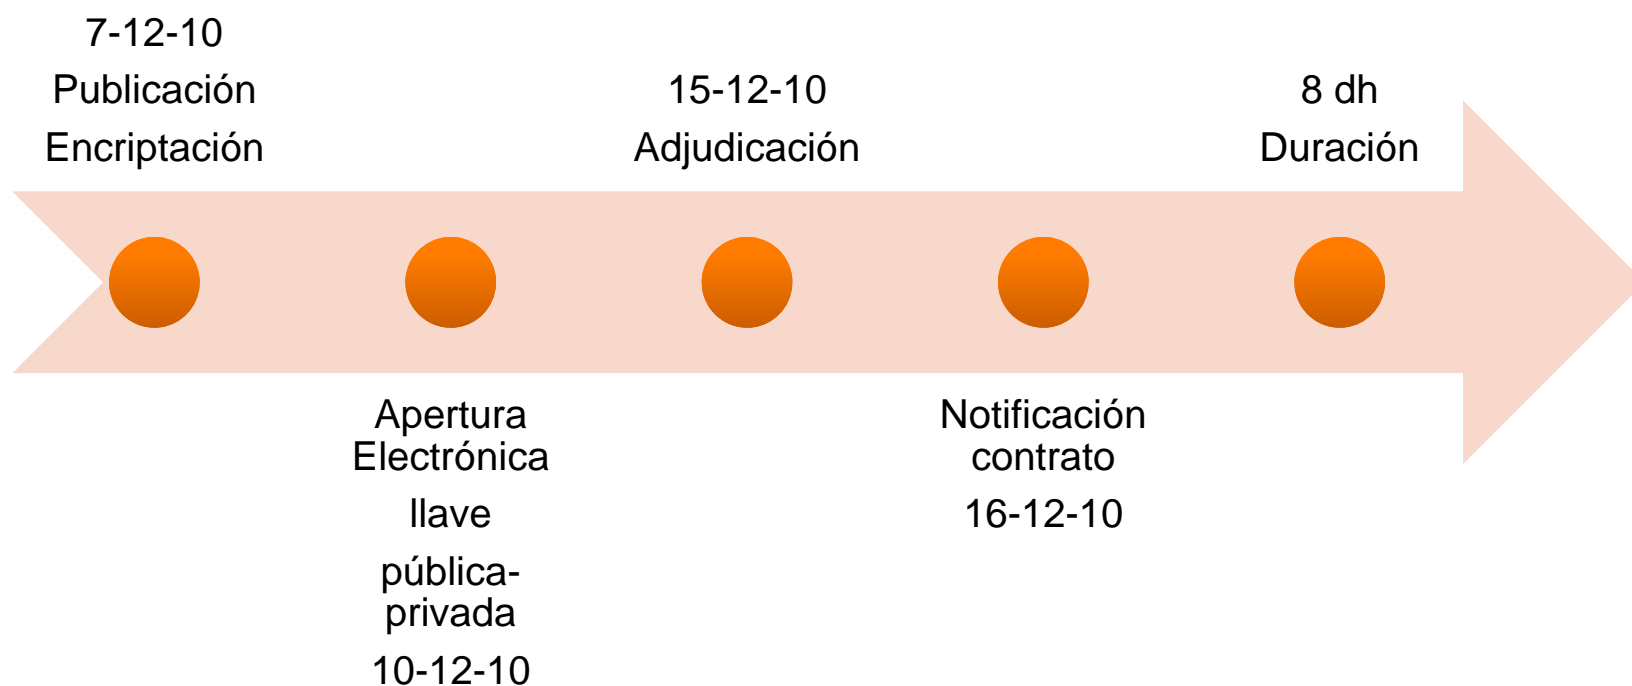 7-12-10
Publicación
Encriptación
Apertura
Electrónica
llave
pública-
privada
10-12-10
15-12-10
Adjudicación
Notificación
contrato
16-12-10
8 dh
Duración